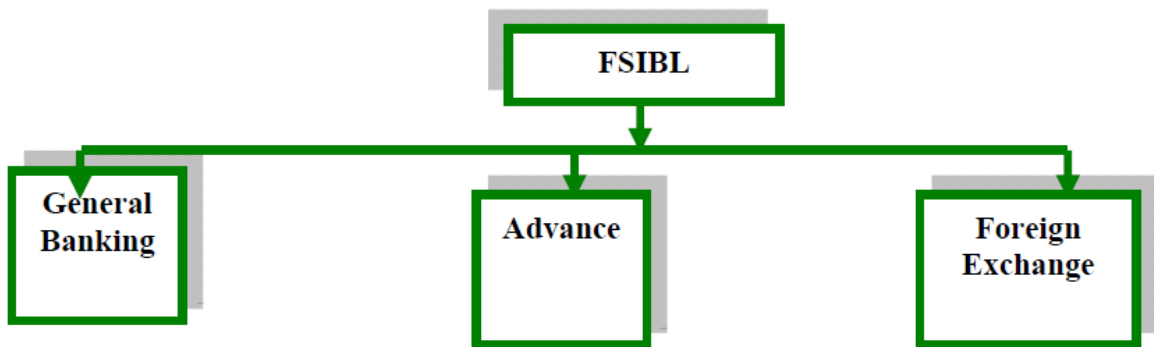 FSIBL
General
Banking
Advance
Foreign
Exchange